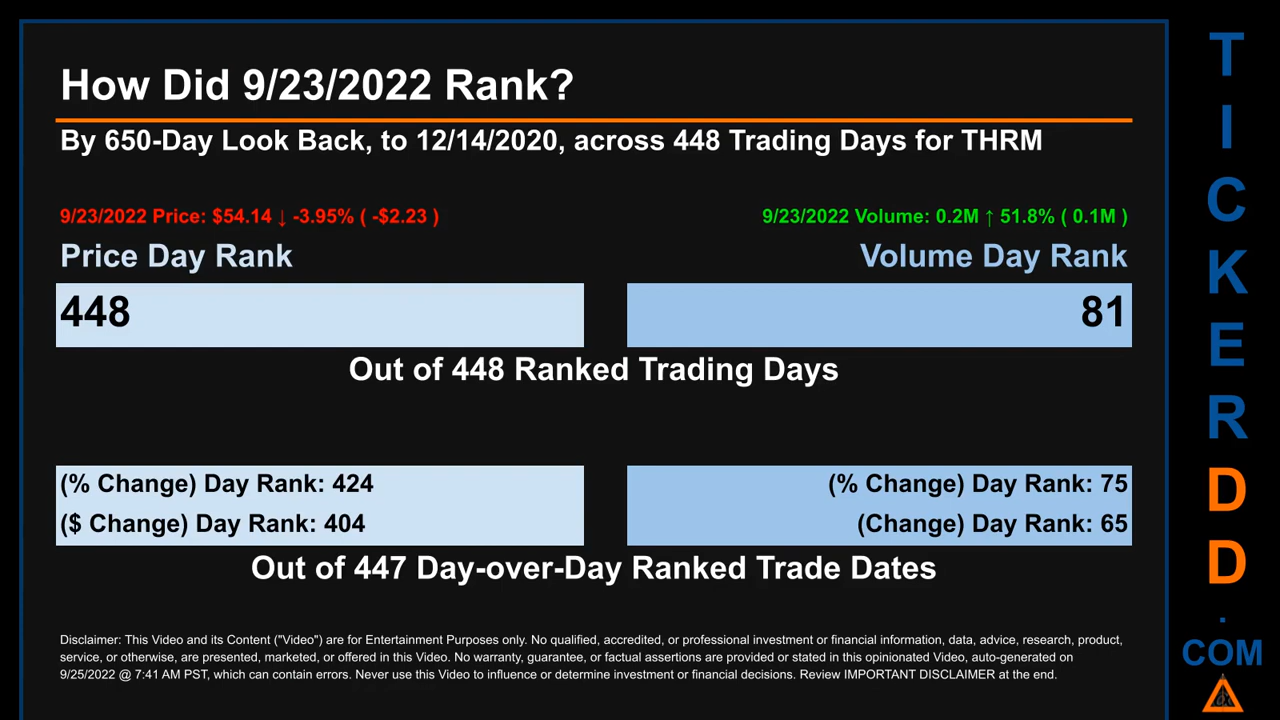 How Did 9/23/2022 Rank?
By 650-Day Look Back, to 12/14/2020, across 448 Trading Days for THRM
9/23/2022 Price: $54.14 ↓ -3.95% ( -$2.23 )
9/23/2022 Volume: 0.2M ↑ 51.8% ( 0.1M )
Price Day Rank
Volume Day Rank
448
81
Out of 448 Ranked Trading Days
(% Change) Day Rank: 424
($ Change) Day Rank: 404
(% Change) Day Rank: 75
(Change) Day Rank: 65
Out of 447 Day-over-Day Ranked Trade Dates
Disclaimer: This Video and its Content ("Video") are for Entertainment Purposes only. No qualified, accredited, or professional investment or financial information, data, advice, research, product,
service, or otherwise, are presented, marketed, or offered in this Video. No warranty, guarantee, or factual assertions are provided or stated in this opinionated Video, auto-generated on
9/25/2022 @ 7:41 AM PST, which can contain errors. Never use this Video to influence or determine investment or financial decisions. Review IMPORTANT DISCLAIMER at the end.
T
I
C
K
E
R
D
D
.
COM